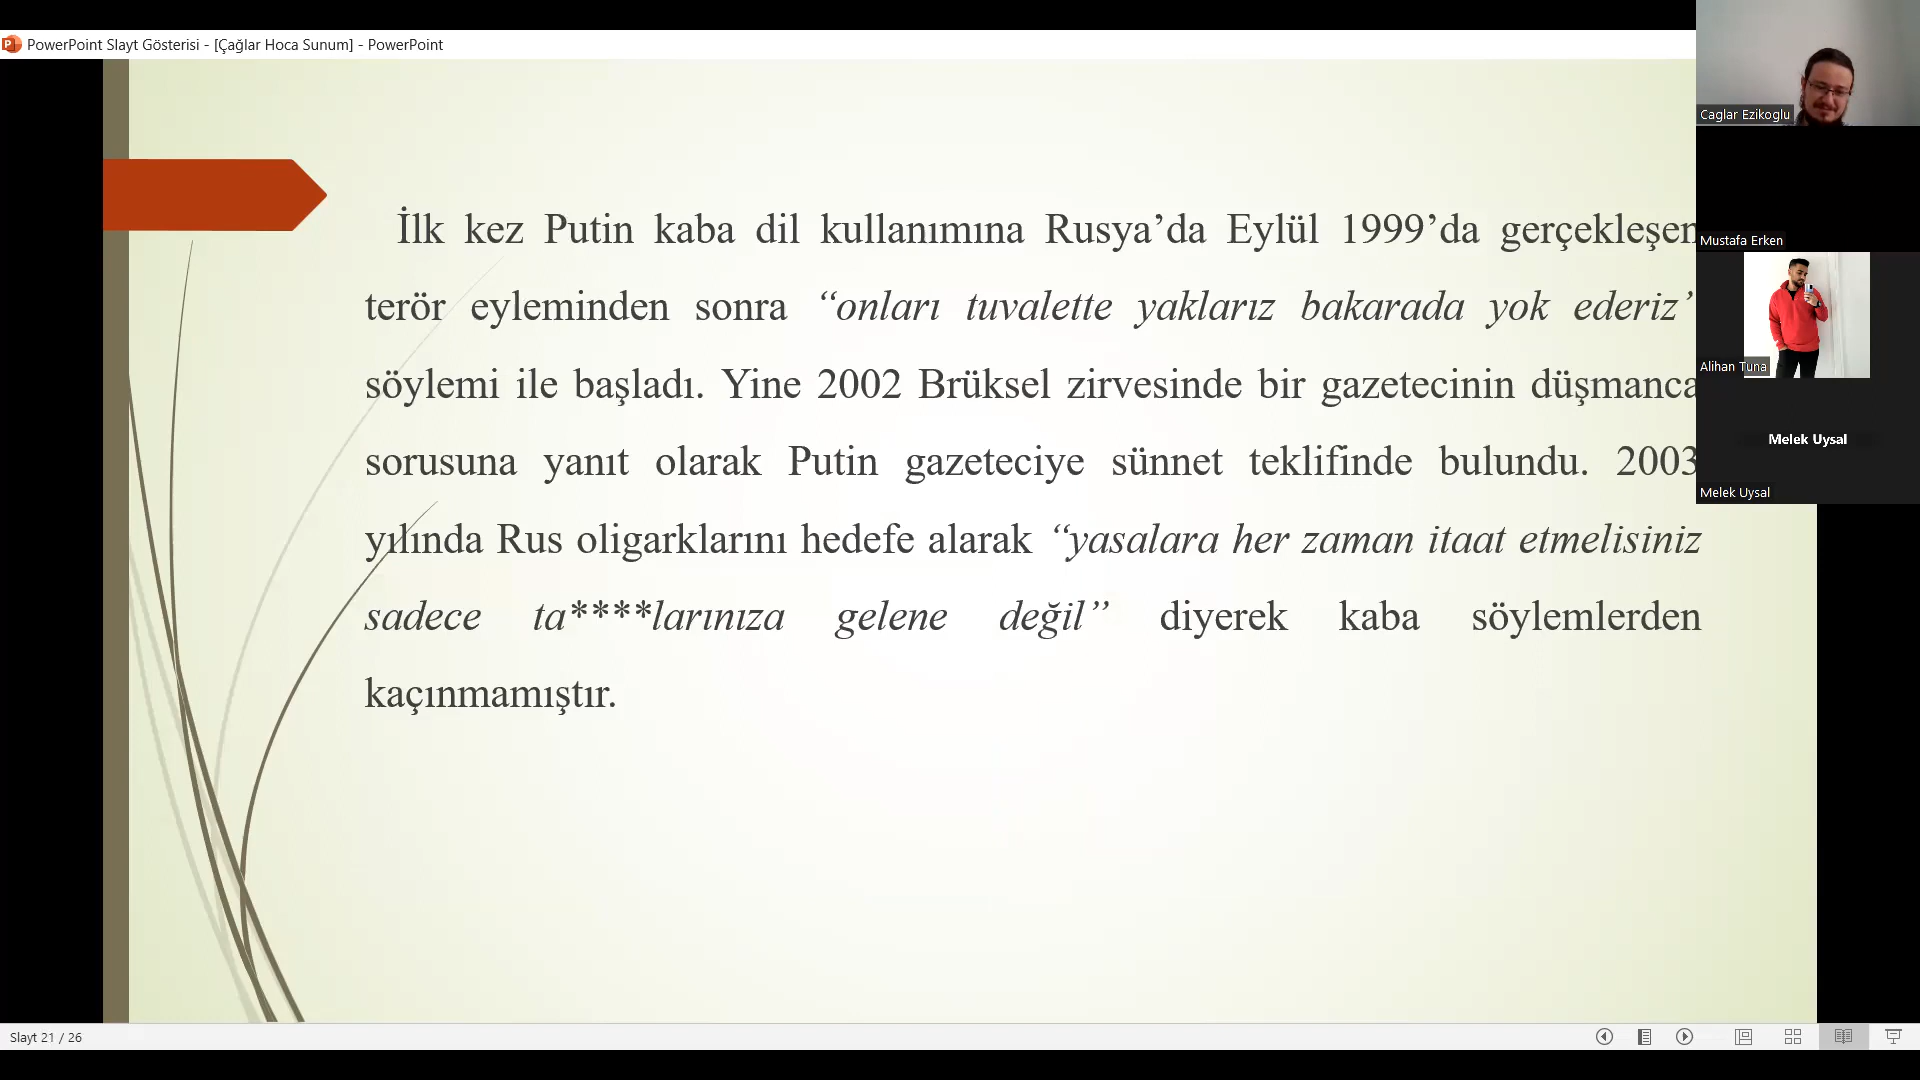 PowerPoint Slayt Gösterisi - [Çağlar Hoca Sunum] - PowerPoint
İlk kez Putin kaba dil kullanımına Rusya’da Eylül 1999’da gerçekleşen
terör eyleminden sonra “onları tuvalette yaklarız bakarada yok ederiz’
söylemi ile başladı. Yine 2002 Brüksel zirvesinde bir gazetecinin düşmanca
sorusuna yanıt olarak Putin gazeteciye sünnet teklifinde bulundu. 2003
yılında Rus oligarklarını hedefe alarak “yasalara her zaman itaat etmelisiniz
sadece ta****larınıza gelene değil” diyerek kaba söylemlerden
kaçınmamıştır.
Caglar Ezikoglu
Mustafa Erken
Alihan Tuna
Melek Uysal
Melek Uysal
Slayt 21 / 26